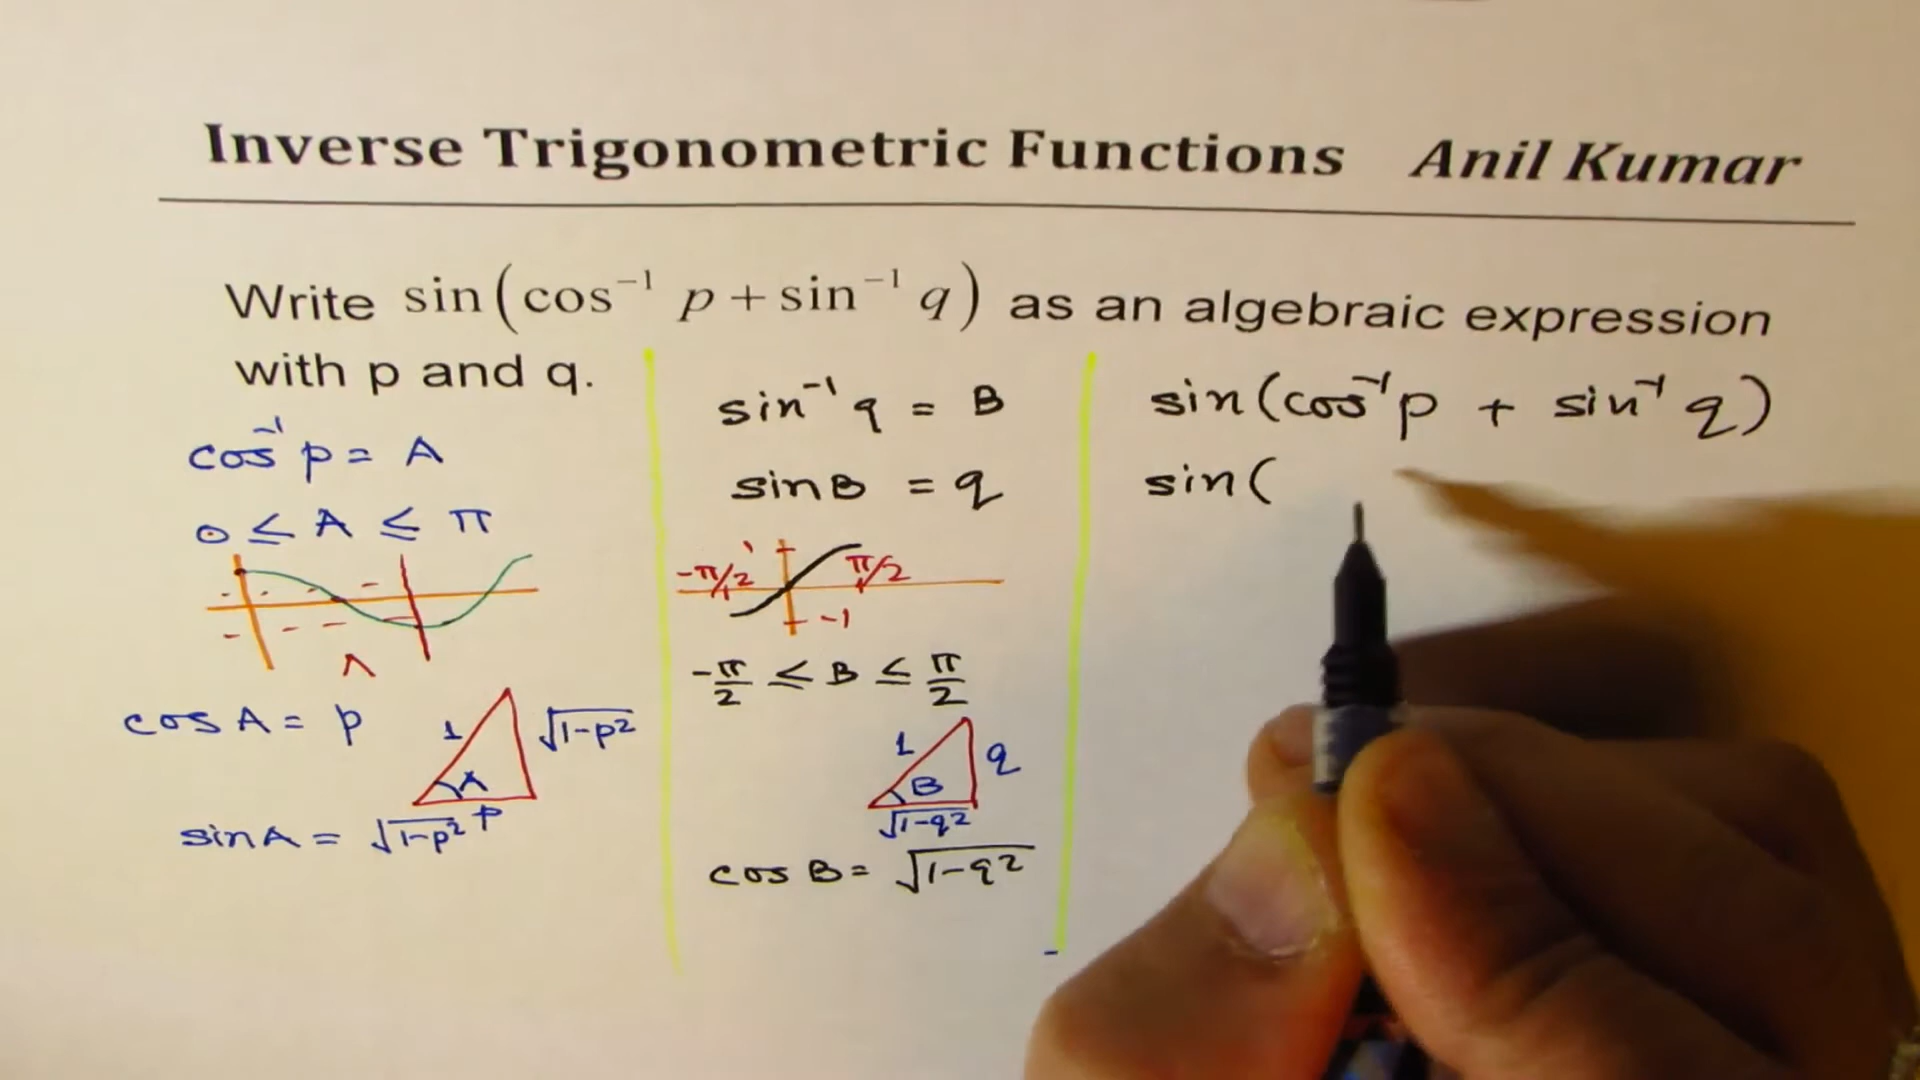 Inverse Trigonometric Functions Anil Kumar
Write sin(cos⁻¹ p + sin⁻¹ q) as an algebraic expression
with p and q.
cos⁻¹ p = A
0 ≤ A ≤ π
cos A = p
1
√1-p²
A
p
sin A = √1-p²
sin⁻¹ q = B
sin B = q
-π/2
π/2
-1
-π/2 ≤ B ≤ π/2
1
q
B
√1-q²
cos B = √1-q²
sin(cos⁻¹p + sin⁻¹ q)
sin(